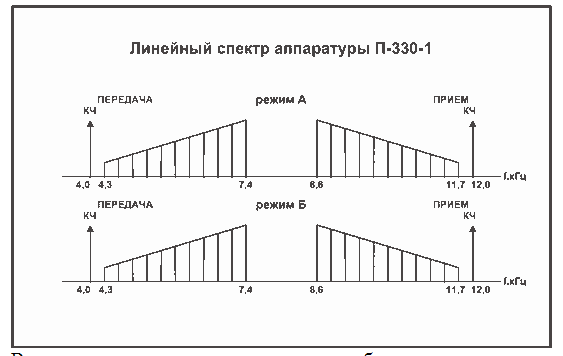 Линейный спектр аппаратуры П-330-1
ПЕРЕДАЧА режим А ПРИЕМ
КЧ КЧ
4,0 4,3 7,4 8,6 11,7 12,0 f,кГц
ПЕРЕДАЧА режим Б ПРИЕМ
КЧ КЧ
4,0 4,3 7,4 8,6 11,7 12,0 f,кГц